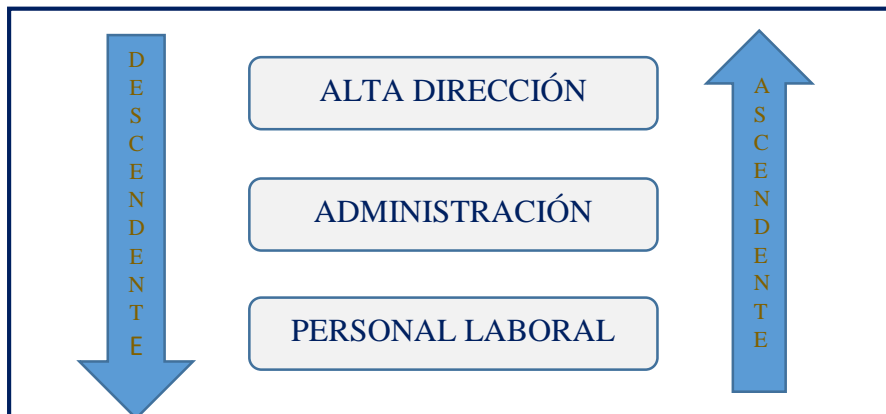 DESCENDENTE
ALTA DIRECCIÓN
ADMINISTRACIÓN
PERSONAL LABORAL
ASCENDENTE